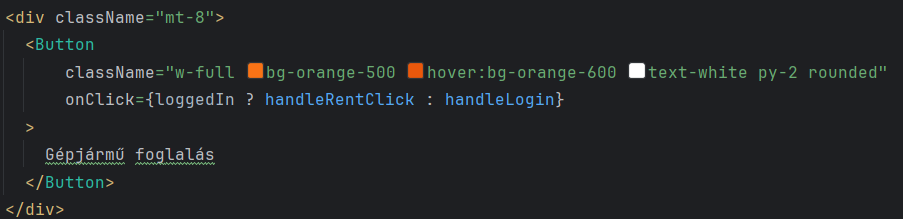 <div className="mt-8">
<Button
className="w-full bg-orange-500 hover:bg-orange-600 text-white py-2 rounded"
onClick={loggedIn ? handleRentClick : handleLogin}
>
Gépjármű foglalás
</Button>
</div>